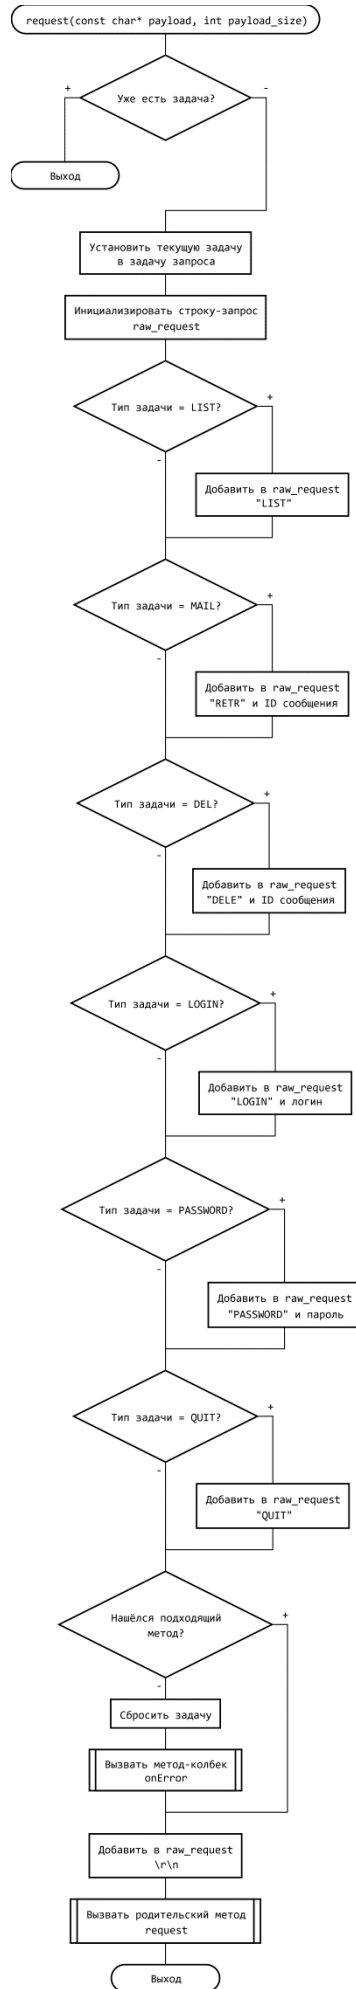 request(const char* payload, int payload_size)
Уже есть задача?
+
-
Выход
Установить текущую задачу
в задачу запроса
Инициализировать строку-запрос
raw_request
Тип задачи = LIST?
+
-
Добавить в raw_request
"LIST"
Тип задачи = MAIL?
+
-
Добавить в raw_request
"RETR" и ID сообщения
Тип задачи = DEL?
+
-
Добавить в raw_request
"DELE" и ID сообщения
Тип задачи = LOGIN?
+
-
Добавить в raw_request
"LOGIN" и логин
Тип задачи = PASSWORD?
+
-
Добавить в raw_request
"PASSWORD" и пароль
Тип задачи = QUIT?
+
-
Добавить в raw_request
"QUIT"
Нашёлся подходящий
метод?
+
-
Сбросить задачу
Вызвать метод-колбек
onError
Добавить в raw_request
\r\n
Вызвать родительский метод
request
Выход